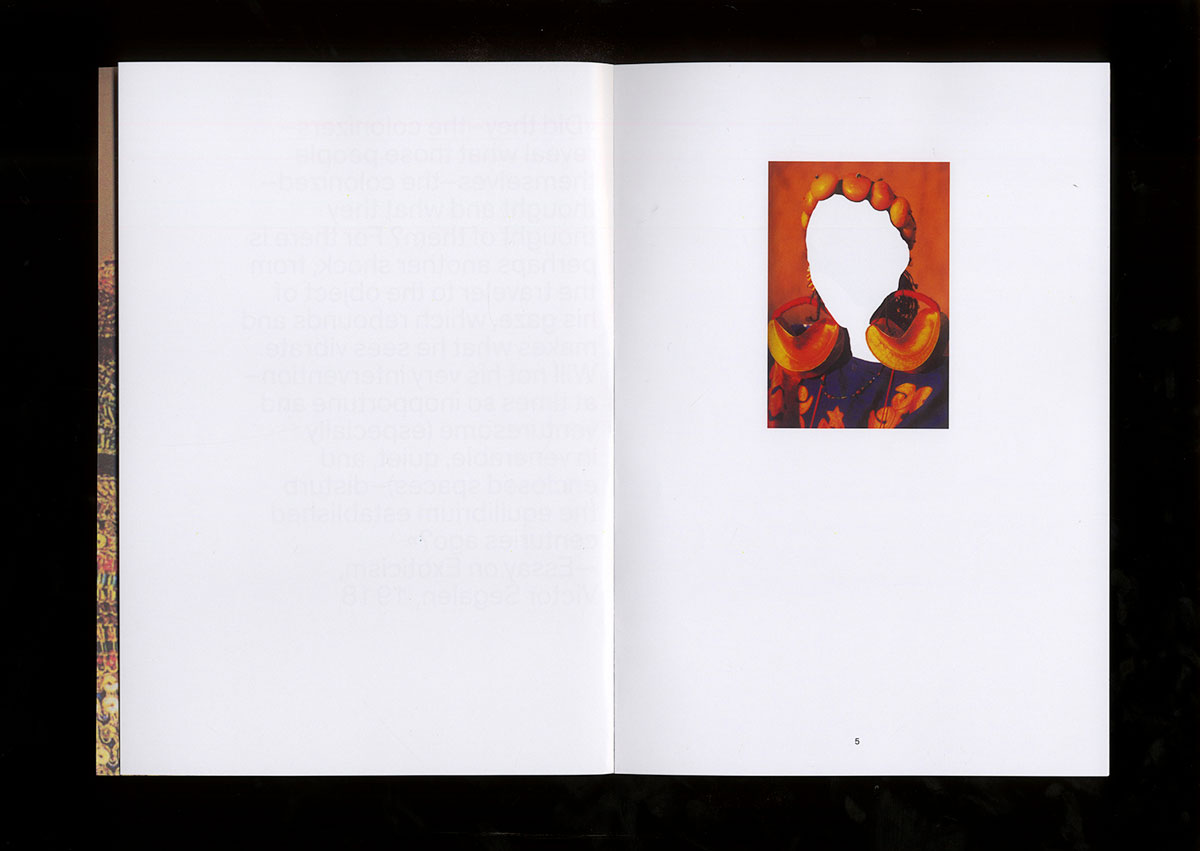 «Did they–the colonizers–
reveal what those people
themselves–the colonized–
thought and what they
thought of them? For there is
perhaps another shock, from
the traveler to the object of
his gaze, which rebounds and
makes what he sees vibrate.
Will not his very intervention–
at times so inopportune and
venturesome (especially
in venerable, quiet, and
enclosed spaces)–disturb
the equilibrium established
centuries ago?»
—Essay on Exoticism,
Victor Segalen, 1918
5